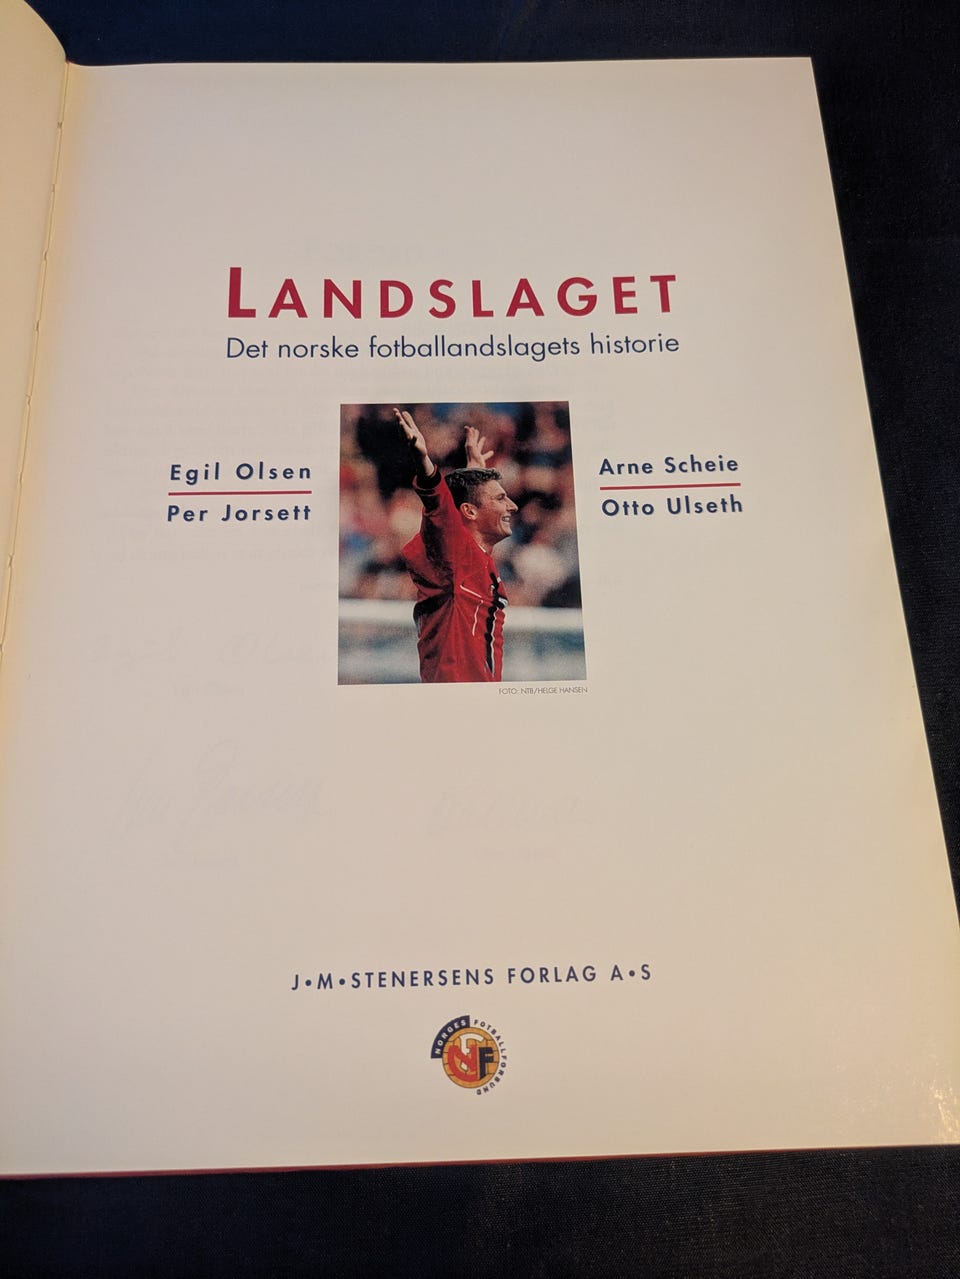 LANDSLAGET
Det norske fotballandslagets historie
Egil Olsen
Per Jorsett
Arne Scheie
Otto Ulseth
FOTO: NTB/HELGE HANSEN
J•M•STENERSENS FORLAG A•S
NORGES FOTBALLFORBUND
NFF